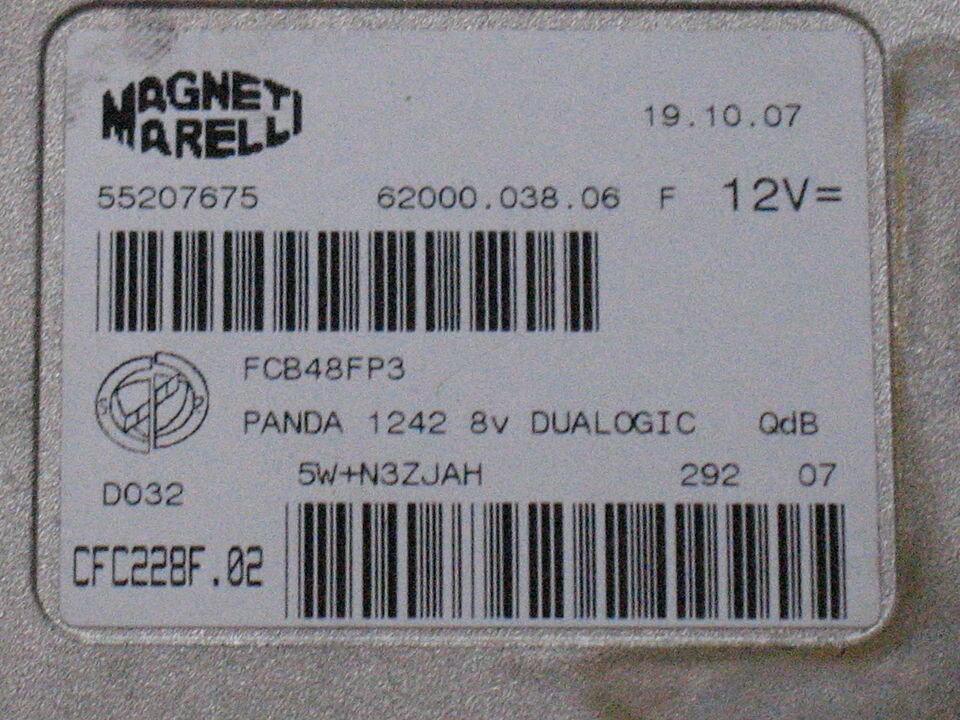 MAGNETI
MARELLI
19.10.07
55207675 62000.038.06 F 12V=
FCB48FP3
S P
PANDA 1242 8v DUALOGIC QdB
5W+N3ZJAH 292 07
D032
CFC228F.02